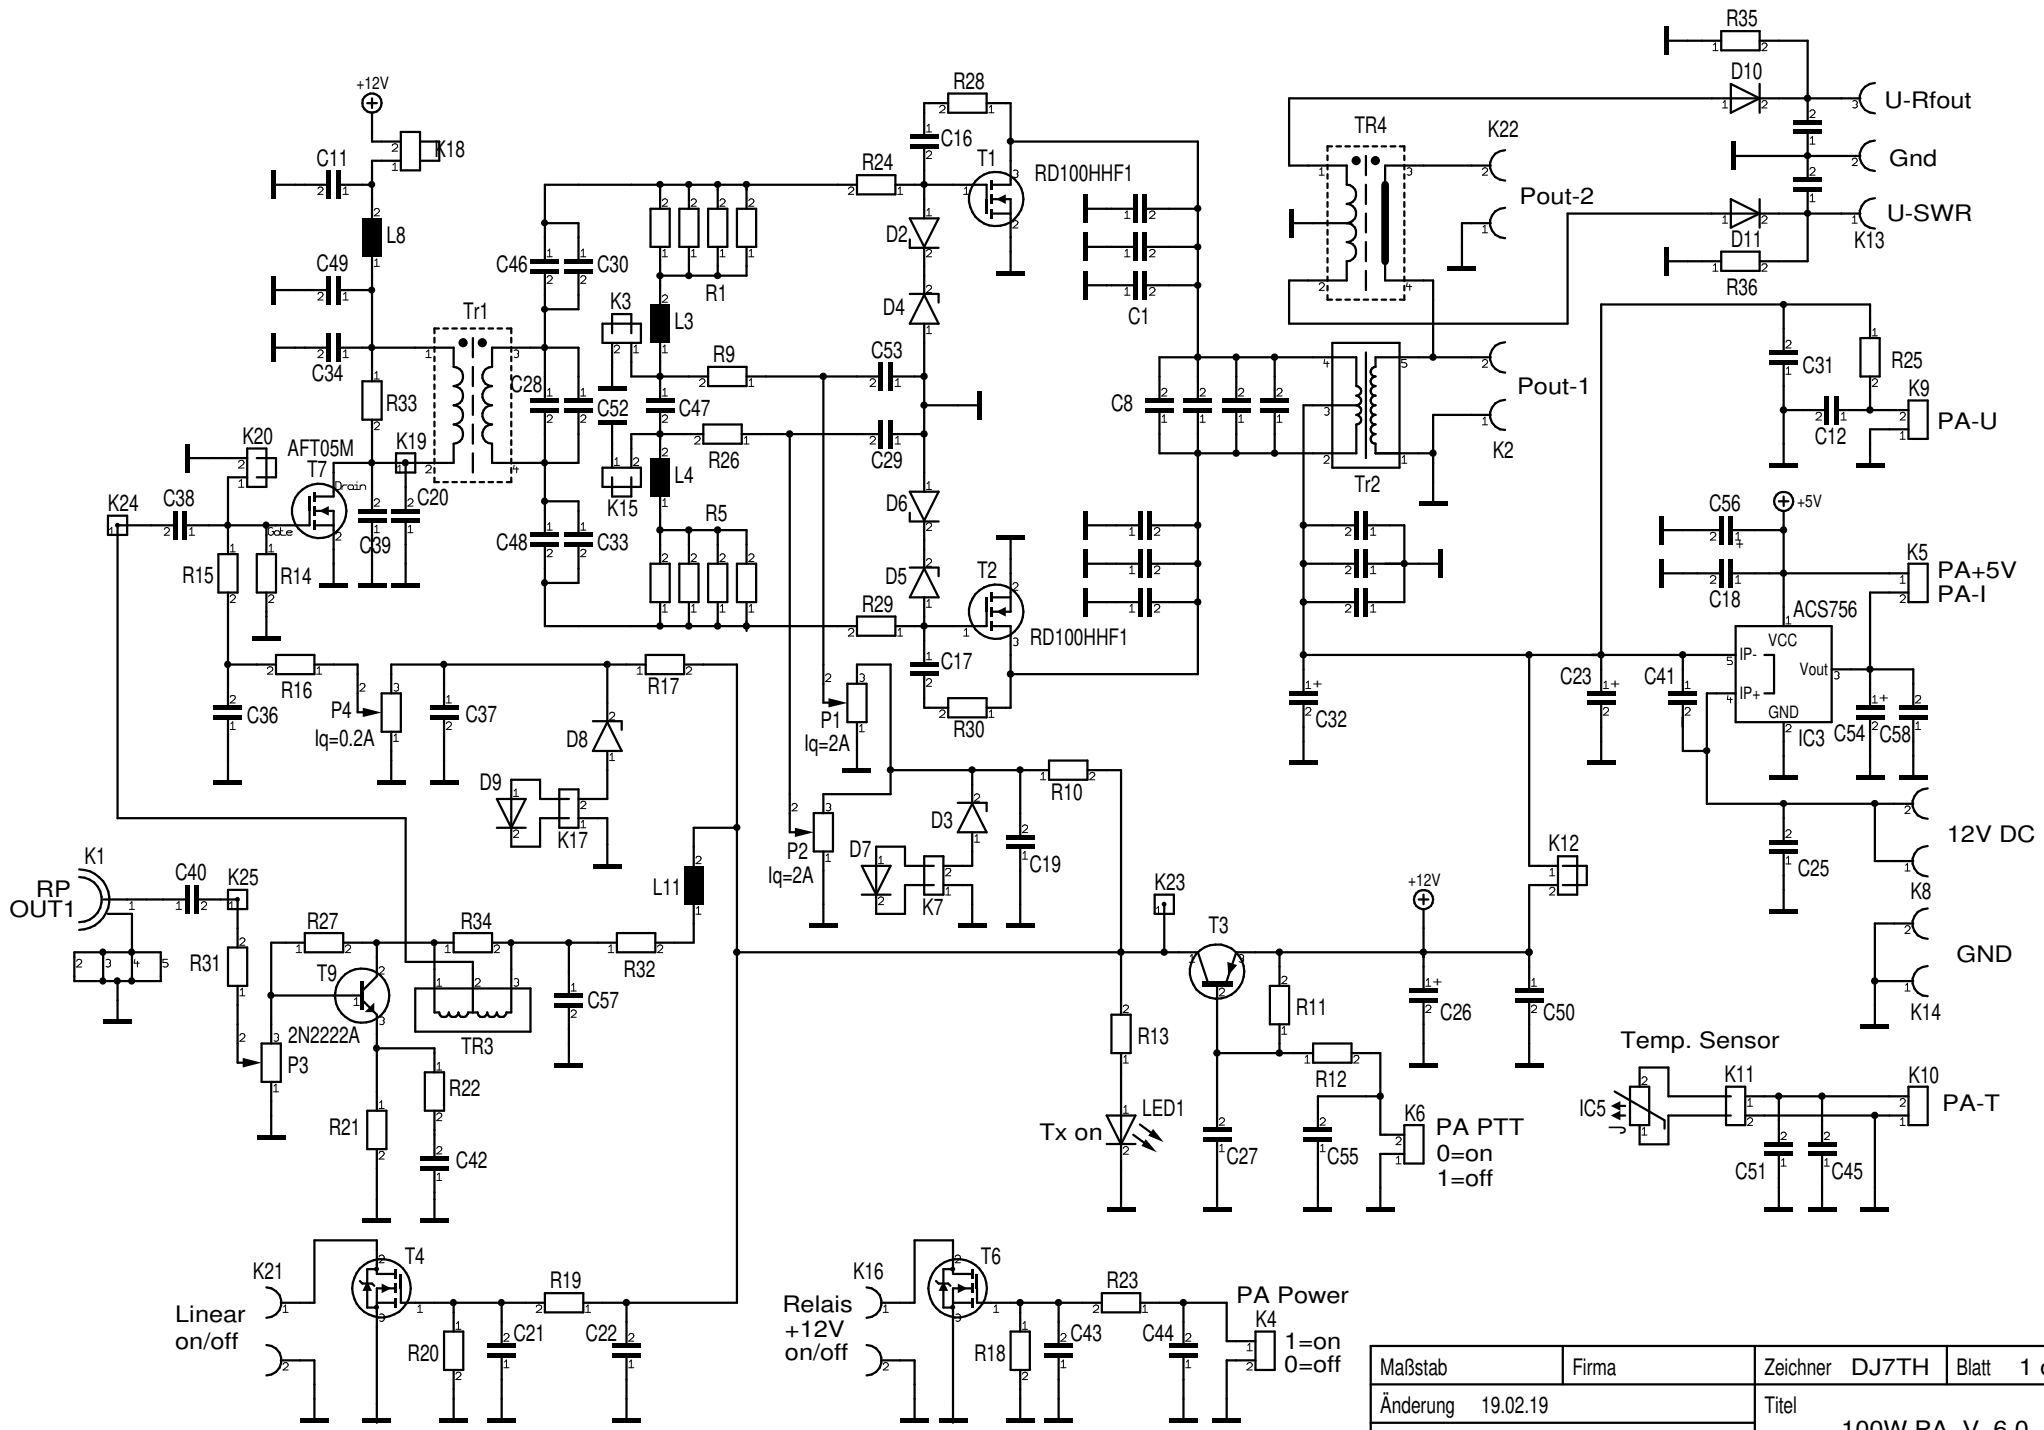 R35
D10
U-Rfout
+12V
R28
TR4
K22
K18
C11
C16
Gnd
R24
T1
RD100HHF1
Pout-2
U-SWR
L8
D2
D11
K13
C49
C46
C30
R1
R36
K3
D4
Tr1
L3
C1
C34
R9
C53
C31
R25
R33
C28
C52
C47
C8
Pout-1
K9
PA-U
K20
AFT05M
K19
R26
C29
K2
C12
T7
Drain
L4
Tr2
K24
C38
C20
K15
D6
C56
+5V
Gate
C39
C48
C33
R5
R15
R14
D5
T2
K5
PA+5V
PA-I
C18
ACS756
R29
RD100HHF1
VCC
IP-
Vout
IP+
GND
IC3
C17
R16
R17
C36
P4
Iq=0.2A
C37
P1
Iq=2A
R30
C32
C23
C41
C54
C58
D8
D9
K17
R10
D3
P2
Iq=2A
D7
K7
C19
K12
C25
12V DC
K8
K1
RP
OUT1
C40
K25
L11
K23
+12V
R27
R34
T3
GND
R31
T9
R32
C57
R11
C26
C50
K14
2N2222A
TR3
R13
Temp. Sensor
P3
R12
R22
K11
K10
IC5
PA-T
R21
LED1
Tx on
K6
PA PTT
0=on
1=off
C27
C55
C42
C51
C45
K21
T4
R19
K16
T6
R23
PA Power
K4
1=on
0=off
Linear
on/off
Relais
+12V
on/off
R20
C21
C22
R18
C43
C44
Maßstab
Firma
Zeichner DJ7TH
Blatt 1
Änderung 19.02.19
Titel